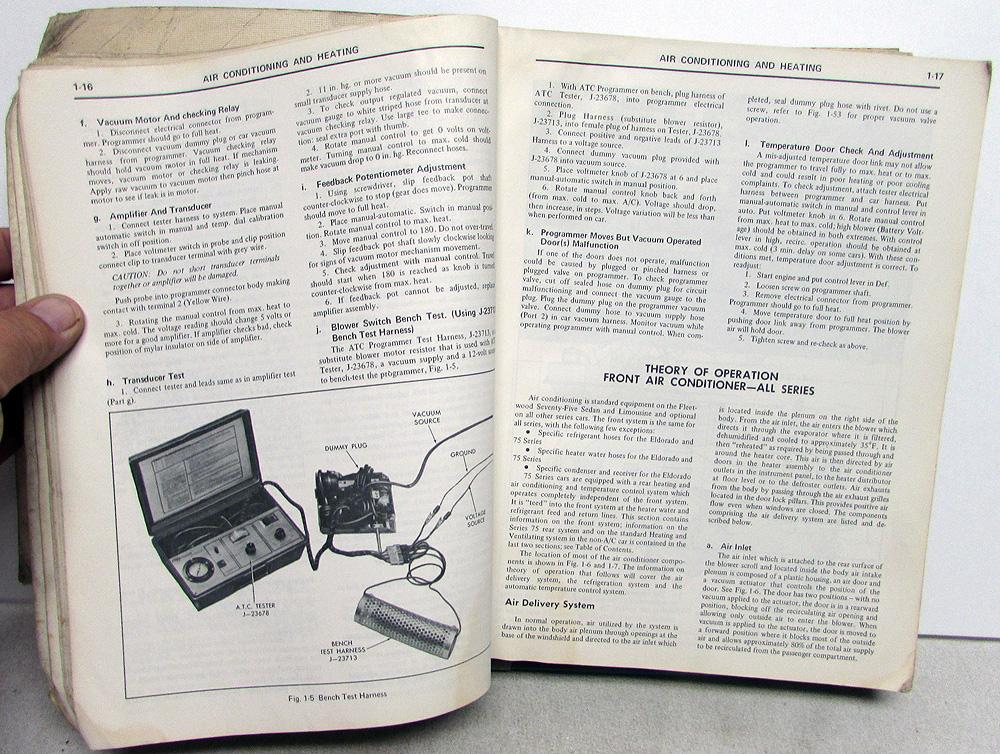 1-16
AIR CONDITIONING AND HEATING
f. Vacuum Motor And checking Relay
1. Disconnect electrical connector from program-
mer. Programmer should go to full heat.
2. Disconnect vacuum dummy plug or car vacuum
harness from programmer. Vacuum checking relay
should hold vacuum motor in full heat. If mechanism
moves, vacuum motor or checking relay is leaking.
Apply raw vacuum to vacuum motor then pinch hose at
motor to see if leak is in motor.
g. Amplifier And Transducer
1. Connect tester harness to system. Place manual
automatic switch in manual and temp. dial calibration
switch in off position.
2. Place voltmeter switch in probe and clip position
connect clip to transducer terminal with grey wire.
CAUTION: Do not short transducer terminals
together or amplifier will be damaged.
Push probe into programmer connector body making
contact with terminal 2 (Yellow Wire).
3. Rotating the manual control from max. heat to
max. cold. The voltage reading should change 5 volts or
more for a good amplifier. If amplifier checks bad, check
position of mylar insulator on side of amplifier.
h. Transducer Test
1. Connect tester and leads same as in amplifier test
(Part g).
2. 11 in. hg. or more vacuum should be present on
small transducer supply hose.
3. To check output regulated vacuum, connect
vacuum gauge to white striped hose from transducer at
vacuum checking relay. Use large tee to make connec-
tion; seal extra port with thumb.
4. Rotate manual control to get 0 volts on volt-
meter. Turning manual control to max. cold should
make vacuum drop to 0 in. hg. Reconnect hoses.
i. Feedback Potentiometer Adjustment
1. Using screwdriver, slip feedback pot shaft
counter-clockwise to stop (gear does move). Programmer
should move to full heat.
2. Place manual-automatic. Switch in manual
tion. Rotate manual control to max. heat.
3. Move manual control to 180. Do not over-travel
4. Slip feedback pot shaft slowly clockwise looking
for signs of vacuum motor mechanism movement.
5. Check adjustment with manual control.
should start when 180 is reached as knob is turned
counter-clockwise from max. heat.
6. If feedback pot cannot be adjusted,
amplifier assembly.
j. Blower Switch Bench Test. (Using J-237
Bench Test Harness)
The ATC Programmer Test Harness, J-23713,
substitute blower motor resistor that is used with
Tester, J-23678, a vacuum supply and a 12-volt
to bench-test the programmer, Fig. 1-5.
VACUUM
SOURCE
DUMMY PLUG
GROUND
VOLTAGE
SOURCE
A.T.C. TESTER
J-23678
BENCH
TEST HARNESS
J-23713
Fig. 1-5 Bench Test Harness
AIR CONDITIONING AND HEATING
1-17
1. With ATC Programmer on bench, plug harness of
ATC Tester, J-23678, into programmer electrical
connection.
2. Plug Harness (substitute blower resistor),
J-23713, into female plug of harness on Tester, J-23678.
3. Connect positive and negative leads of J-23713
Harness to a voltage source.
4. Connect dummy vacuum plug provided with
J-23678 into vacuum source.
5. Place voltmeter knob of J-23678 at 6 and place
manual-automatic switch in manual position.
6. Rotate manual control knob back and forth
(from max. cold to max. A/C). Voltage should drop,
then increase, in steps. Voltage variation will be less than
when performed on car.
k. Programmer Moves But Vacuum Operated
Door(s) Malfunction
If one of the doors does not operate, malfunction
could be caused by plugged or pinched harness or
plugged valve on programmer. To check programmer
valve, cut off sealed hose on dummy plug for circuit
malfunctioning and connect the vacuum gauge to the
plug. Plug the dummy plug on the programmer vacuum
valve. Connect dummy hose to vacuum supply hose
(Port 2) in car vacuum harness. Monitor vacuum while
operating programmer with manual control. When com-
pleted, seal dummy plug hose with rivet. Do not use a
screw, refer to Fig. 1-53 for proper vacuum valve
operation.
l. Temperature Door Check And Adjustment
A mis-adjusted temperature door link may not allow
the programmer to travel fully to max. heat or to max.
cold and could result in poor heating or poor cooling
complaints. To check adjustment, attach tester electrical
harness between programmer and car harness. Put
manual-automatic switch in manual and control lever in
auto. Put voltmeter knob in 6. Rotate manual control
from max. heat to max. cold; high blower (Battery Volt-
age) should be obtained in both extremes. With control
lever in high, recirc. operation should be obtained at
max. cold (3 min. delay on some cars). With these con-
ditions met, temperature door adjustment is correct. To
readjust:
1. Start engine and put control lever in Def.
2. Loosen screw on programmer shaft.
3. Remove electrical connector from programmer.
Programmer should go to full heat.
4. Move temperature door to full heat position by
pushing door link away from programmer. The blower
air will hold door.
5. Tighten screw and re-check as above.
THEORY OF OPERATION
FRONT AIR CONDITIONER—ALL SERIES
Air conditioning is standard equipment on the Fleet-
wood Seventy-Five Sedan and Limousine and optional
on all other series cars. The front system is the same for
all series, with the following few exceptions:
• Specific refrigerant hoses for the Eldorado and
75 Series
• Specific heater water hoses for the Eldorado and
75 Series
• Specific condenser and receiver for the Eldorado
75 Series cars are equipped with a rear heating and
air conditioning and temperature control system which
operates completely independent of the front system.
It is "teed" into the front system at the heater water and
refrigerant feed and return lines. This section contains
information on the front system; information on the
Series 75 rear system and on the standard Heating and
Ventilating system in the non-A/C car is contained in the
last two sections; see Table of Contents.
The location of most of the air conditioner compo-
nents is shown in Fig. 1-6 and 1-7. The information on
theory of operation that follows will cover the air
delivery system, the refrigeration system and the
automatic temperature control system.
Air Delivery System
In normal operation, air utilized by the system is
drawn into the body air plenum through openings at the
base of the windshield and directed to the air inlet which
is located inside the plenum on the right side of the
body. From the air inlet, the air enters the blower which
directs it through the evaporator where it is filtered,
dehumidified and cooled to approximately 35°F. It is
then "reheated" as required by being passed through and
around the heater core. This air is then directed by air
doors in the heater assembly to the air conditioner
outlets in the instrument panel, to the heater distributor
at floor level or to the defroster outlets. Air exhausts
from the body by passing through the air exhaust grilles
located in the door lock pillars. This provides positive air
flow even when windows are closed. The components
comprising the air delivery system are listed and de-
scribed below.
a. Air Inlet
The air inlet which is attached to the rear surface of
the blower scroll and located inside the body air intake
plenum is composed of a plastic housing, an air door and
a vacuum actuator that controls the position of the
door. See Fig. 1-6. The door has two positions – with no
vacuum applied to the actuator, the door is in a rearward
position, blocking off the recirculating air opening and
allowing only outside air to enter the blower. When
vacuum is applied to the actuator, the door is moved to
a forward position where it blocks most of the outside
air and allows approximately 80% of the total air supply
to be recirculated from the passenger compartment.